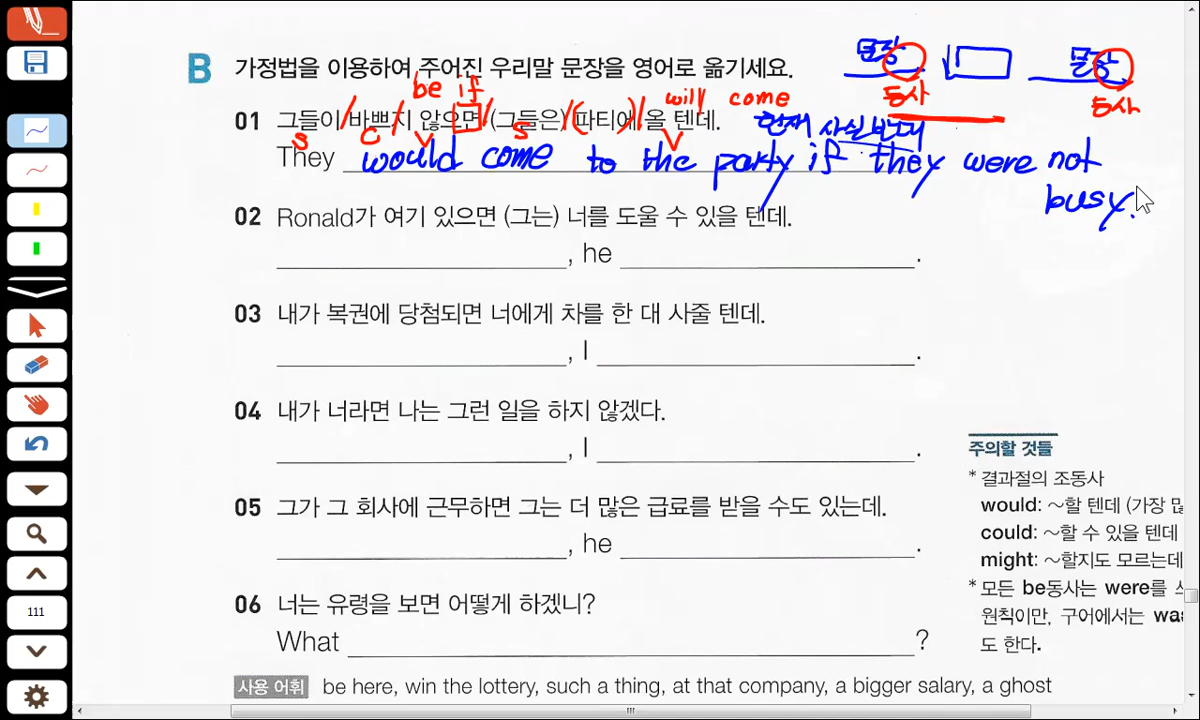 문장 문장
동사 동사
B 가정법을 이용하여 주어진 우리말 문장을 영어로 옮기세요.
be if will come
01 그들이 / 바쁘지 / 않으면 / (그들은) / (파티에) / 올 텐데.
현재 사실 반대
S C V S V
They would come to the party if they were not busy.
02 Ronald가 여기 있으면 (그는) 너를 도울 수 있을 텐데.
, he .
03 내가 복권에 당첨되면 너에게 차를 한 대 사줄 텐데.
, I .
04 내가 너라면 나는 그런 일을 하지 않겠다.
, I .
05 그가 그 회사에 근무하면 그는 더 많은 급료를 받을 수도 있는데.
, he .
06 너는 유령을 보면 어떻게 하겠니?
What ?
사용 어휘 be here, win the lottery, such a thing, at that company, a bigger salary, a ghost
주의할 것들
* 결과절의 조동사
would: ~할 텐데 (가장 많
could: ~할 수 있을 텐데
might: ~할지도 모르는데
* 모든 be동사는 were를 쓰
원칙이만, 구어에서는 was
도 한다.
111